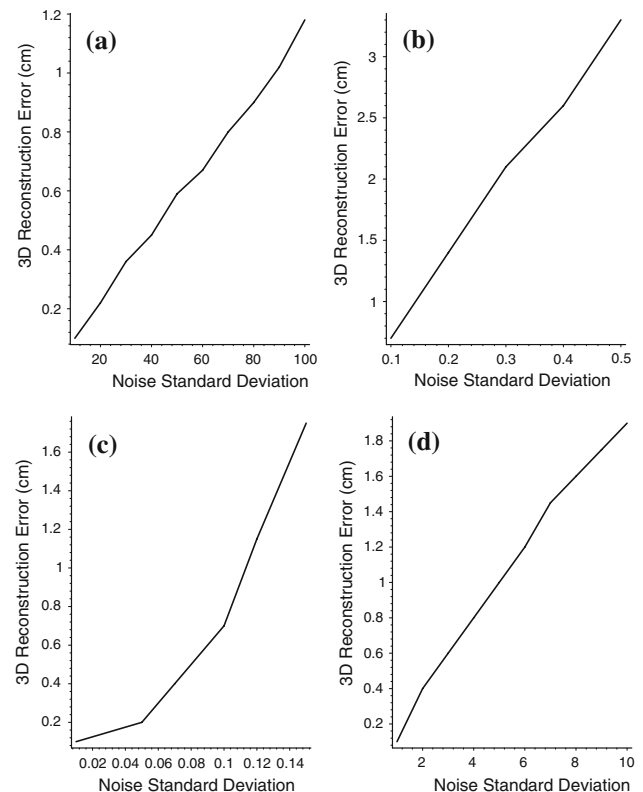 (a)
3D Reconstruction Error (cm)
1.2
1
0.8
0.6
0.4
0.2
20 40 60 80 100
Noise Standard Deviation
(b)
3D Reconstruction Error (cm)
3
2.5
2
1.5
1
0.1 0.2 0.3 0.4 0.5
Noise Standard Deviation
(c)
3D Reconstruction Error (cm)
1.6
1.4
1.2
1
0.8
0.6
0.4
0.2
0.02 0.04 0.06 0.08 0.1 0.12 0.14
Noise Standard Deviation
(d)
3D Reconstruction Error (cm)
1.8
1.6
1.4
1.2
1
0.8
0.6
0.4
0.2
2 4 6 8 10
Noise Standard Deviation